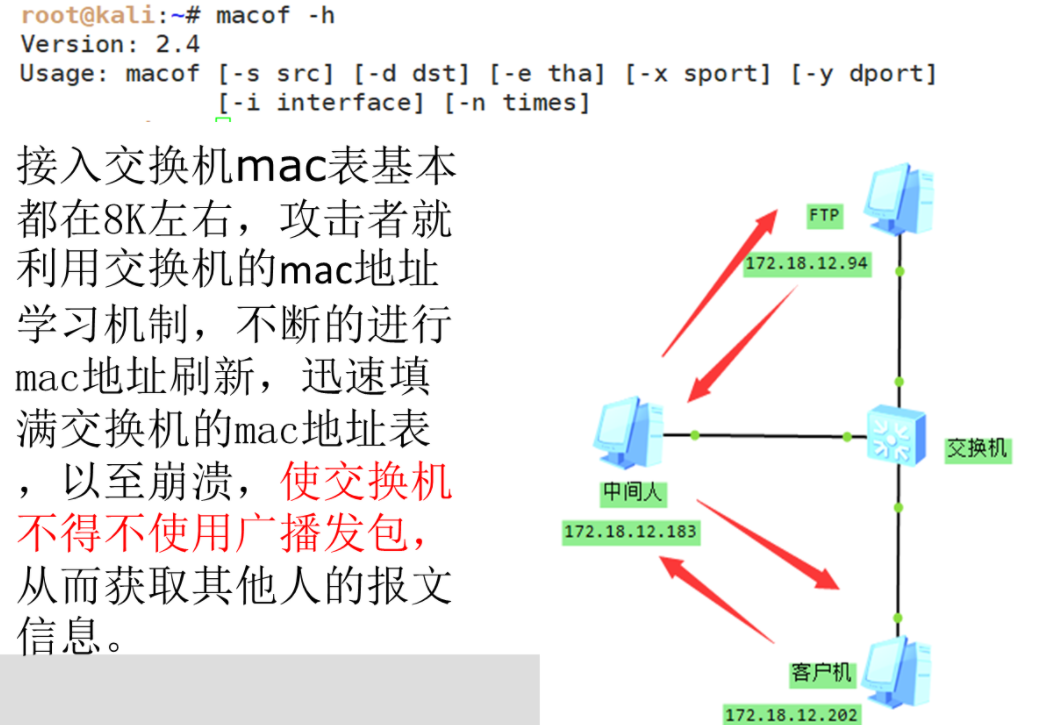 root@kali:~# macof -h
Version: 2.4
Usage: macof [-s src] [-d dst] [-e tha] [-x sport] [-y dport]
[-i interface] [-n times]
接入交换机mac表基本
都在8K左右，攻击者就
利用交换机的mac地址
学习机制，不断的进行
mac地址刷新，迅速填
满交换机的mac地址表
，以至崩溃，使交换机
不得不使用广播发包，
从而获取其他人的报文
信息。
FTP
172.18.12.94
交换机
中间人
172.18.12.183
客户机
172.18.12.202